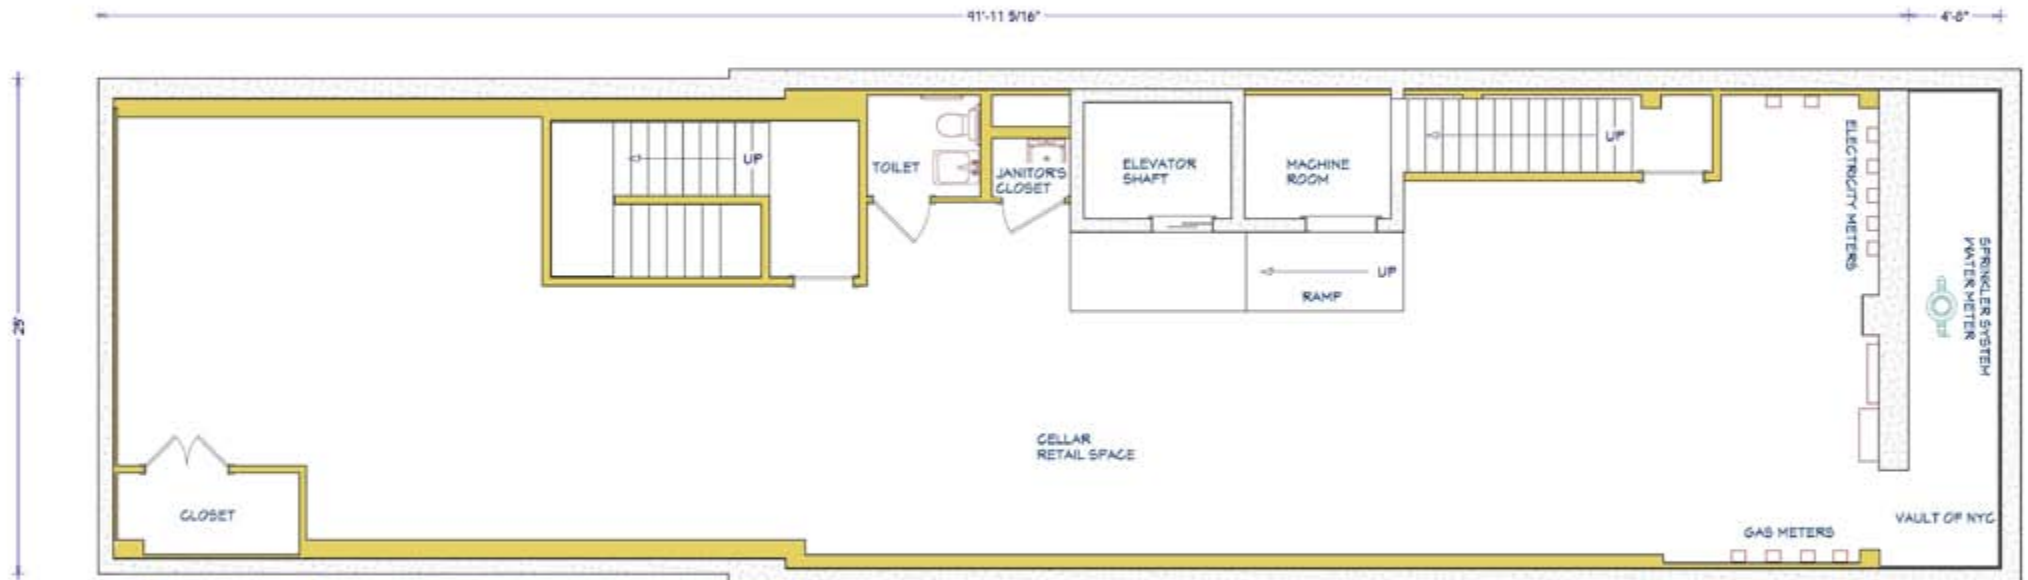 91'-11 5/16"
4'-8"
25'
UP
TOILET
JANITOR'S
CLOSET
ELEVATOR
SHAFT
MACHINE
ROOM
UP
ELECTRICITY METERS
UP
RAMP
SPRINKLER SYSTEM
WATER METER
CELLAR
RETAIL SPACE
CLOSET
GAS METERS
VAULT OF NYC